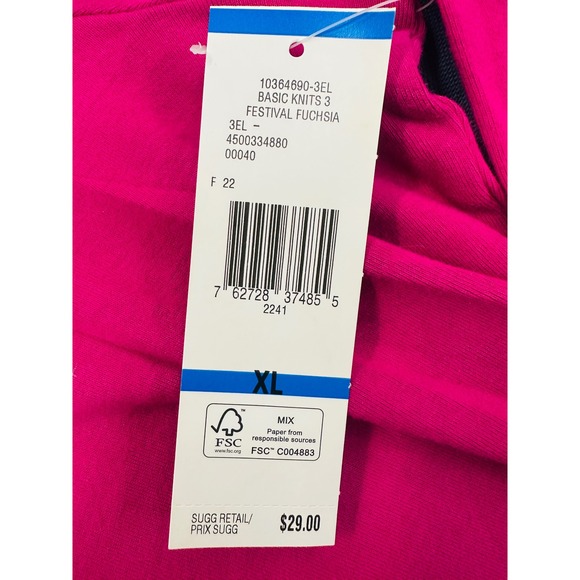 10364690-3EL
BASIC KNITS 3
FESTIVAL FUCHSIA
3EL -
4500334880
00040
F 22
7 62728 37485 5
2241
XL
FSC™
www.fsc.org
MIX
Paper from
responsible sources
FSC™ C004883
SUGG RETAIL/
PRIX SUGG
$29.00